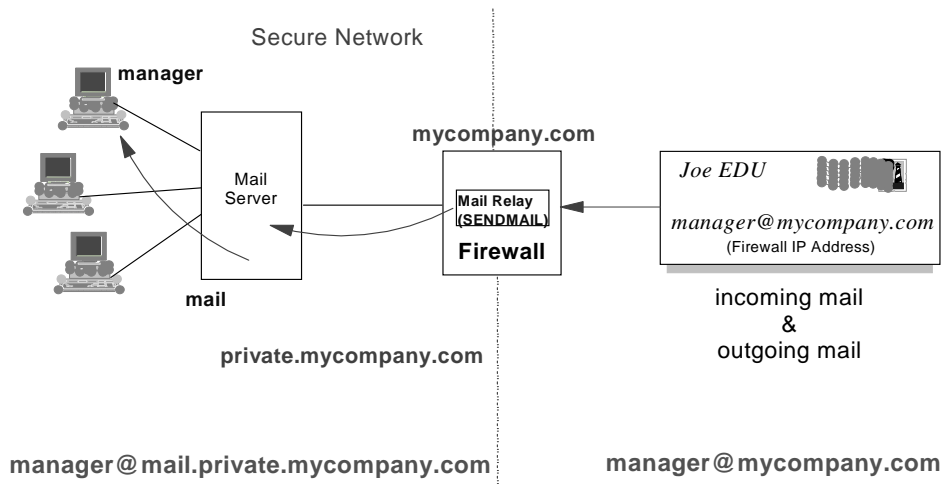 Secure Network
manager
mycompany.com
Mail
Server
Mail Relay
(SENDMAIL)
Firewall
Joe EDU
manager@mycompany.com
(Firewall IP Address)
mail
incoming mail
&
outgoing mail
private.mycompany.com
manager@mail.private.mycompany.com
manager@mycompany.com